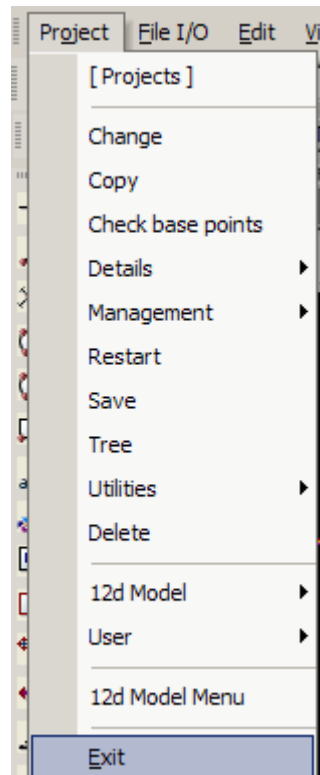 Project File I/O Edit
[ Projects ]
Change
Copy
Check base points
Details
Management
Restart
Save
Tree
Utilities
Delete
12d Model
User
12d Model Menu
Exit